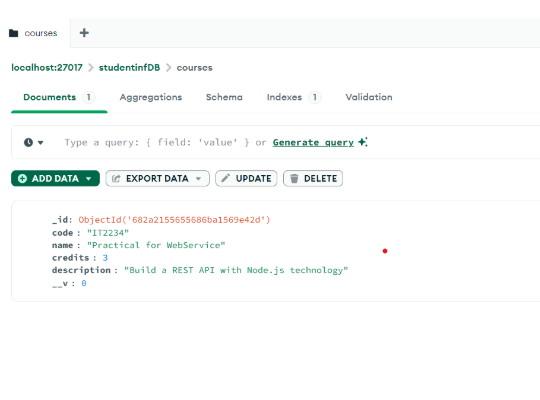 courses
localhost:27017 > studentinfDB > courses
Documents 1 Aggregations Schema Indexes 1 Validation
Type a query: { field: 'value' } or Generate query
ADD DATA EXPORT DATA UPDATE DELETE
_id: ObjectId('682a2155655686ba1569e42d')
code : "IT2234"
name : "Practical for WebService"
credits : 3
description : "Build a REST API with Node.js technology"
__v : 0